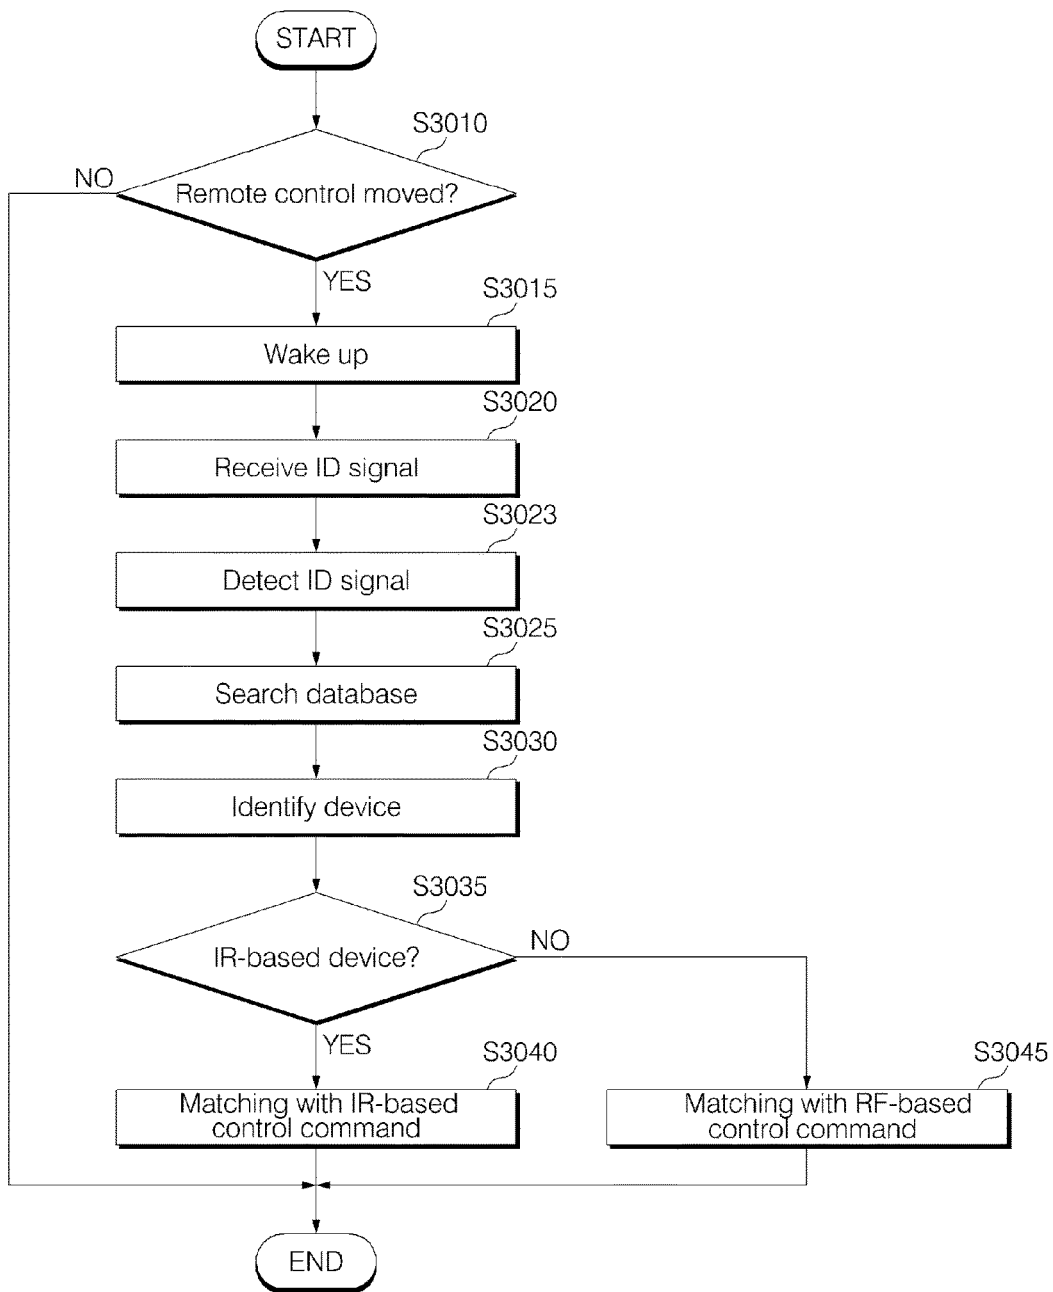 START
S3010
NO
Remote control moved?
YES
S3015
Wake up
S3020
Receive ID signal
S3023
Detect ID signal
S3025
Search database
S3030
Identify device
S3035
IR-based device?
NO
YES
S3040
Matching with IR-based
control command
S3045
Matching with RF-based
control command
END